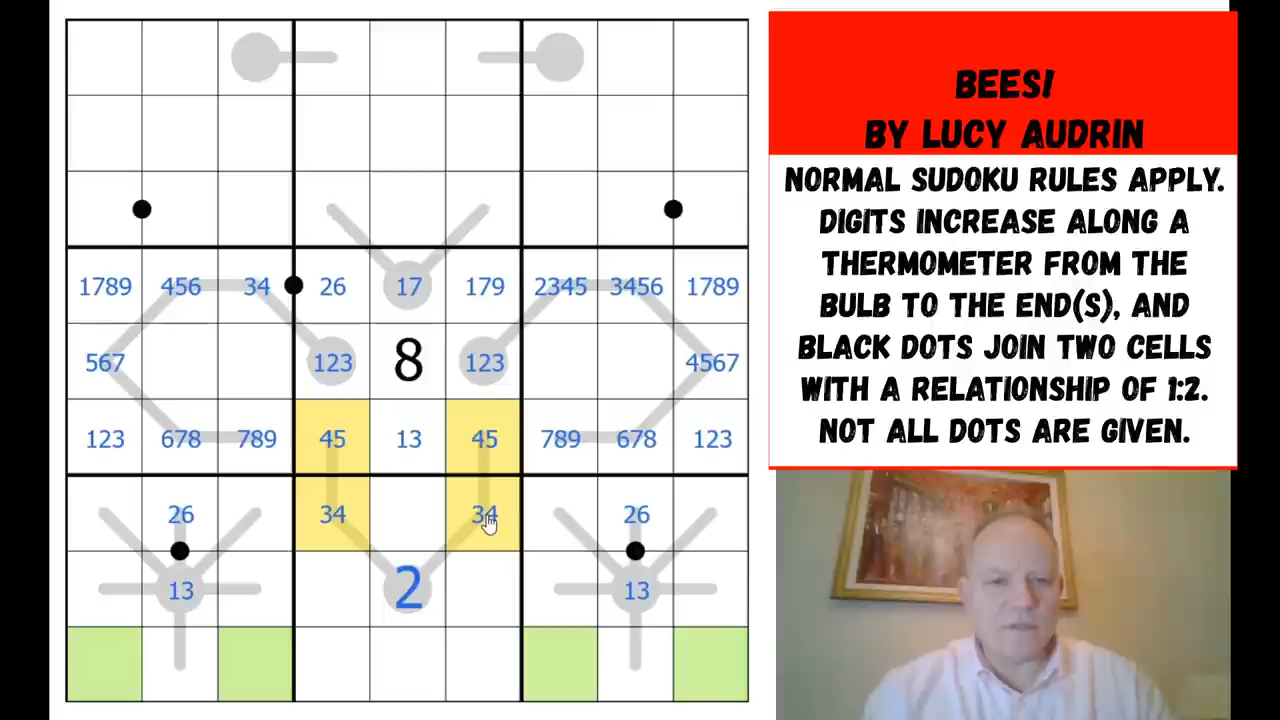 BEES!
BY LUCY AUDRIN
NORMAL SUDOKU RULES APPLY.
DIGITS INCREASE ALONG A
THERMOMETER FROM THE
BULB TO THE END(S), AND
BLACK DOTS JOIN TWO CELLS
WITH A RELATIONSHIP OF 1:2.
NOT ALL DOTS ARE GIVEN.
1789 456 34 26 17 179 2345 3456 1789
567 123 8 123 4567
123 678 789 45 13 45 789 678 123
26 34 34 26
13 2 13